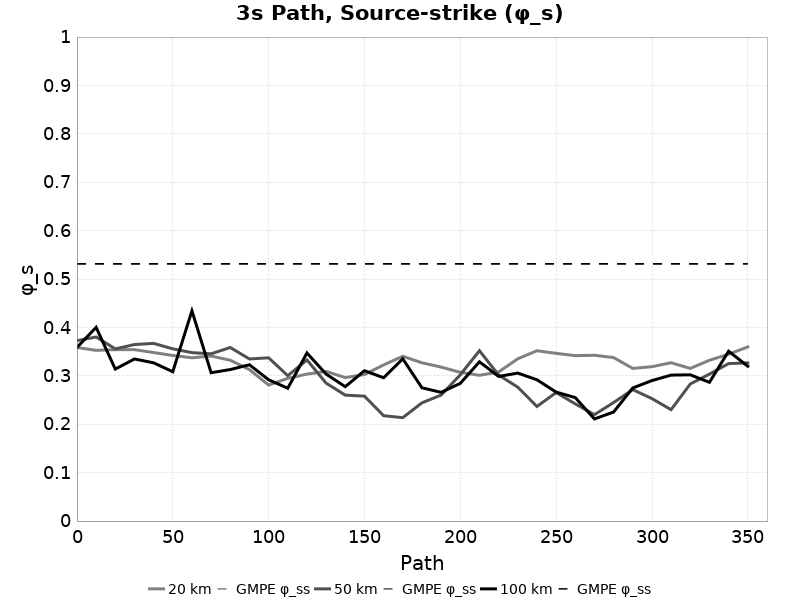 3s Path, Source-strike (φ_s)
1
0.9
0.8
0.7
0.6
0.5
0.4
0.3
0.2
0.1
0
φ_s
0 50 100 150 200 250 300 350
Path
20 km GMPE φ_ss 50 km GMPE φ_ss 100 km GMPE φ_ss